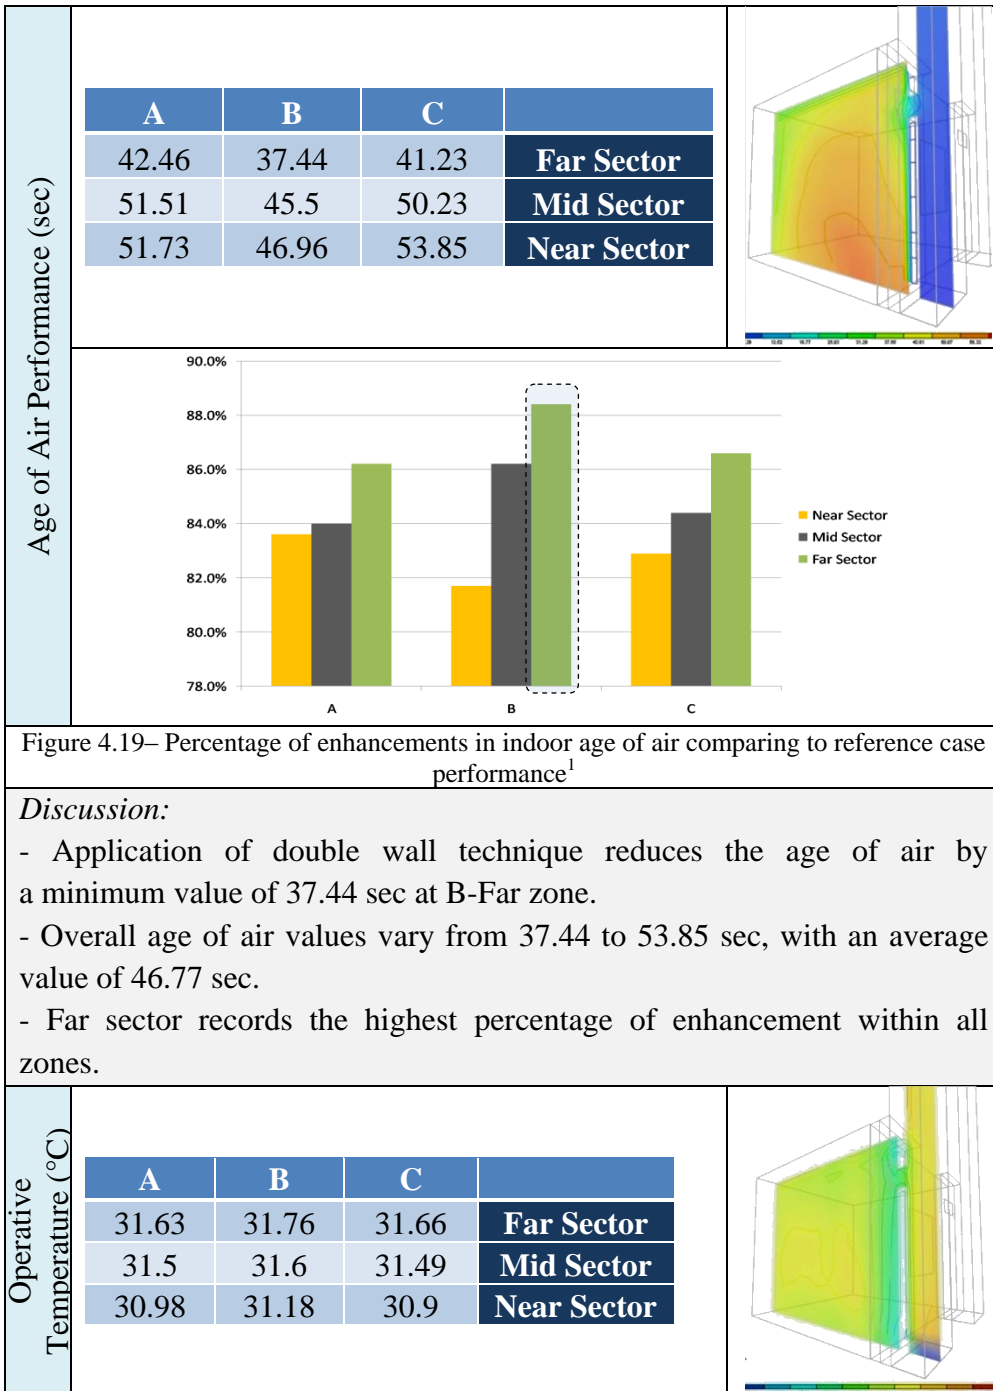 Age of Air Performance (sec)
A B C
42.46 37.44 41.23 Far Sector
51.51 45.5 50.23 Mid Sector
51.73 46.96 53.85 Near Sector
90.0%
88.0%
86.0%
84.0%
82.0%
80.0%
78.0%
A B C
Near Sector
Mid Sector
Far Sector
Figure 4.19– Percentage of enhancements in indoor age of air comparing to reference case
performance1
Discussion:
- Application of double wall technique reduces the age of air by
a minimum value of 37.44 sec at B-Far zone.
- Overall age of air values vary from 37.44 to 53.85 sec, with an average
value of 46.77 sec.
- Far sector records the highest percentage of enhancement within all
zones.
Operative
Temperature (°C)
A B C
31.63 31.76 31.66 Far Sector
31.5 31.6 31.49 Mid Sector
30.98 31.18 30.9 Near Sector